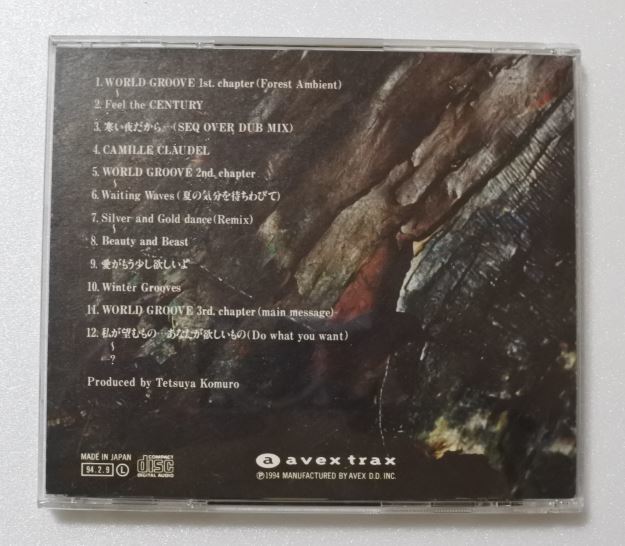 1. WORLD GROOVE 1st. chapter (Forest Ambient)
～
2. Feel the CENTURY
3. 寒い夜だから… (SEQ OVER DUB MIX)
4. CAMILLE CLAUDEL
5. WORLD GROOVE 2nd. chapter
～
6. Waiting Waves (夏の気分を待ちわびて)
7. Silver and Gold dance (Remix)
～
8. Beauty and Beast
9. 愛がもう少し欲しいよ
10. Winter Grooves
11. WORLD GROOVE 3rd. chapter (main message)
12. 私が望むもの…あなたが欲しいもの (Do what you want)
～
…?
Produced by Tetsuya Komuro
MADE IN JAPAN
94.2.9 L
COMPACT
disc
DIGITAL AUDIO
a avex trax
Ⓟ1994 MANUFACTURED BY AVEX D.D. INC.